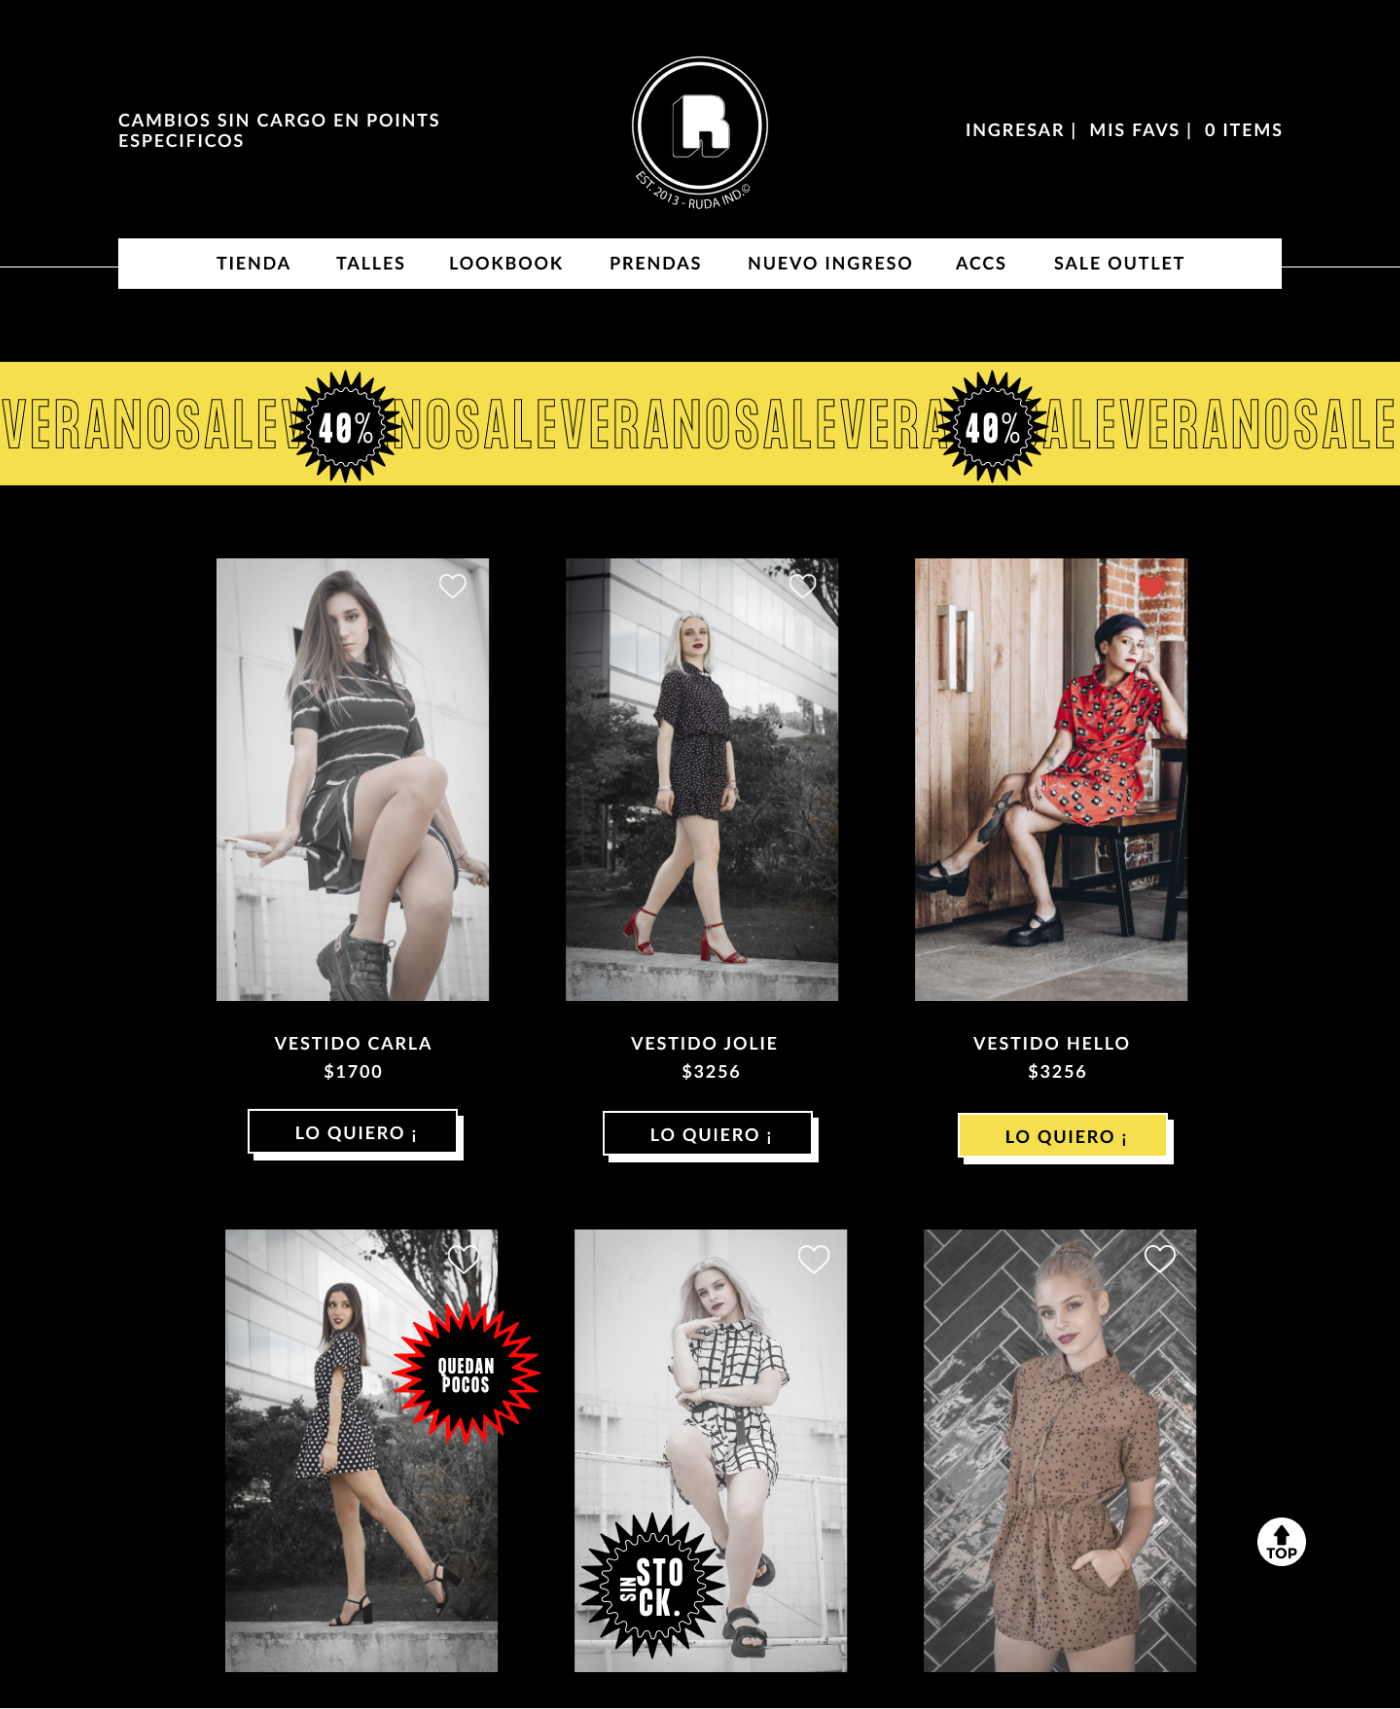 CAMBIOS SIN CARGO EN POINTS
ESPECIFICOS
R
EST. 2013 - RUDA IND.©
INGRESAR | MIS FAVS | 0 ITEMS
TIENDA TALLES LOOKBOOK PRENDAS NUEVO INGRESO ACCS SALE OUTLET
VERANOSALEV 40% NOSALEVERANOSALEVERA 40% ALEVERANOSALE
VESTIDO CARLA
$1700
LO QUIERO ¡
VESTIDO JOLIE
$3256
LO QUIERO ¡
VESTIDO HELLO
$3256
LO QUIERO ¡
QUEDAN
POCOS
SIN STO
CK.
TOP